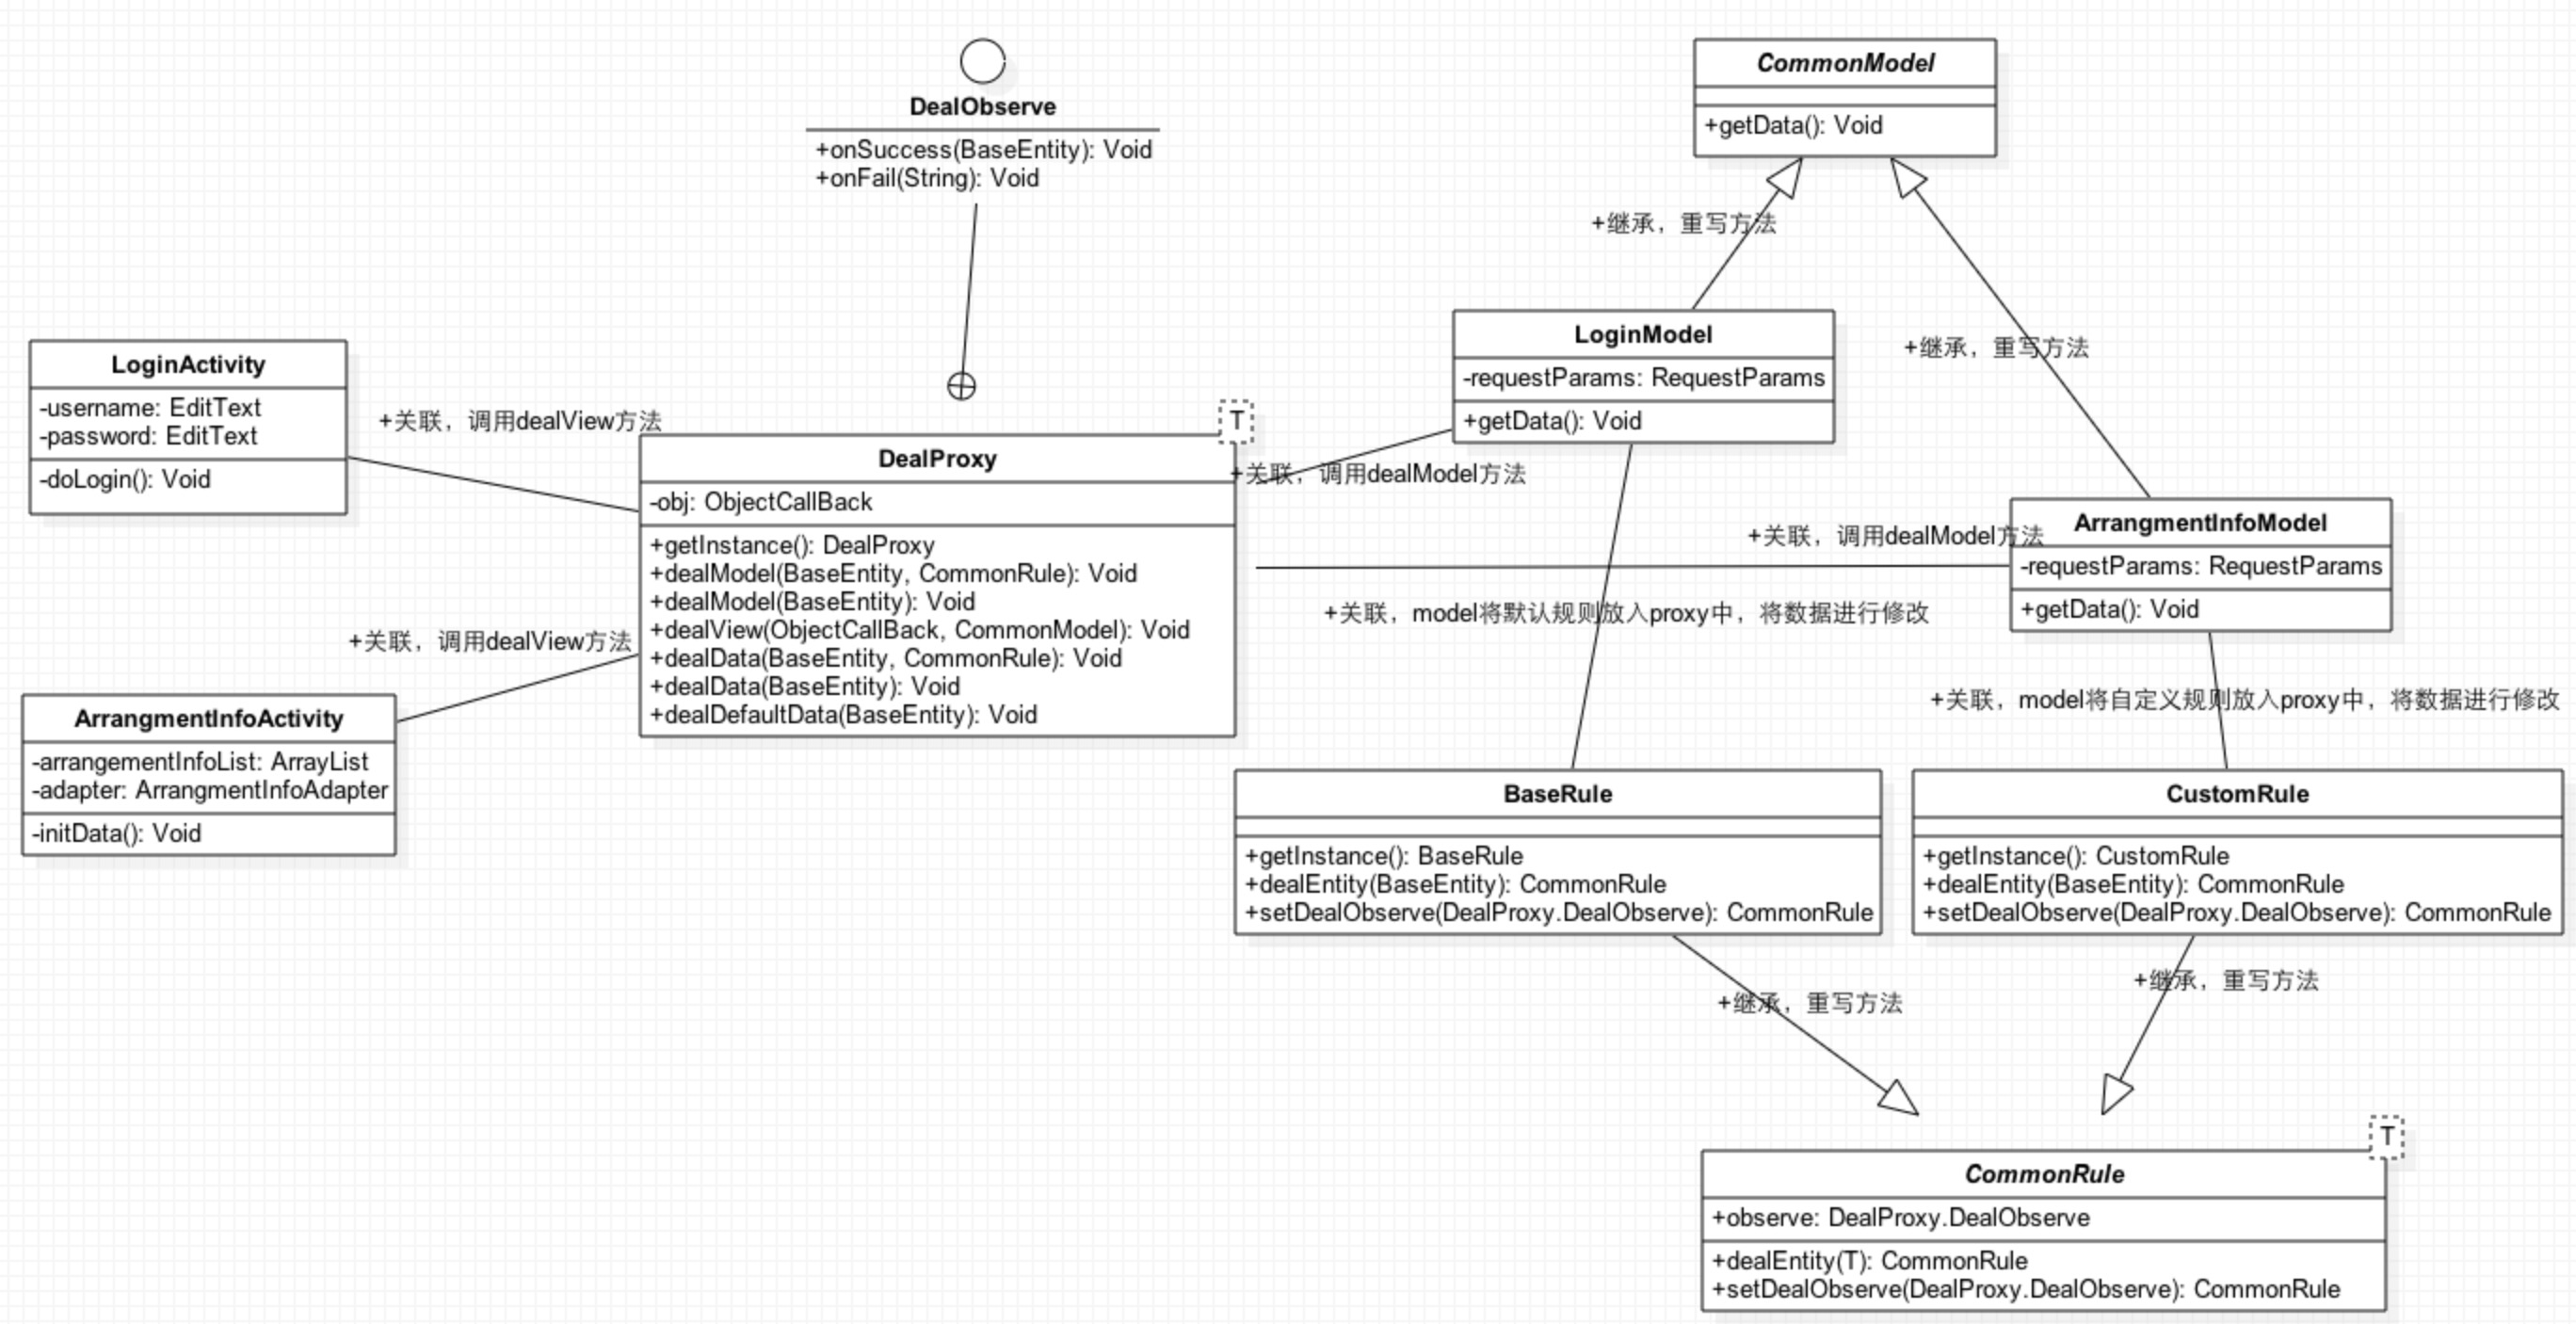 DealObserve
+onSuccess(BaseEntity): Void
+onFail(String): Void
CommonModel
+getData(): Void
+继承，重写方法
+继承，重写方法
LoginModel
-requestParams: RequestParams
+getData(): Void
LoginActivity
-username: EditText
-password: EditText
-doLogin(): Void
+关联，调用dealView方法
T
DealProxy
-obj: ObjectCallBack
+getInstance(): DealProxy
+dealModel(BaseEntity, CommonRule): Void
+dealModel(BaseEntity): Void
+dealView(ObjectCallBack, CommonModel): Void
+dealData(BaseEntity, CommonRule): Void
+dealData(BaseEntity): Void
+dealDefaultData(BaseEntity): Void
+关联，调用dealModel方法
+关联，调用dealModel方法
ArrangmentInfoModel
-requestParams: RequestParams
+getData(): Void
+关联，model将默认规则放入proxy中，将数据进行修改
+关联，调用dealView方法
ArrangmentInfoActivity
-arrangementInfoList: ArrayList
-adapter: ArrangmentInfoAdapter
-initData(): Void
+关联，model将自定义规则放入proxy中，将数据进行修改
BaseRule
+getInstance(): BaseRule
+dealEntity(BaseEntity): CommonRule
+setDealObserve(DealProxy.DealObserve): CommonRule
CustomRule
+getInstance(): CustomRule
+dealEntity(BaseEntity): CommonRule
+setDealObserve(DealProxy.DealObserve): CommonRule
+继承，重写方法
+继承，重写方法
T
CommonRule
+observe: DealProxy.DealObserve
+dealEntity(T): CommonRule
+setDealObserve(DealProxy.DealObserve): CommonRule